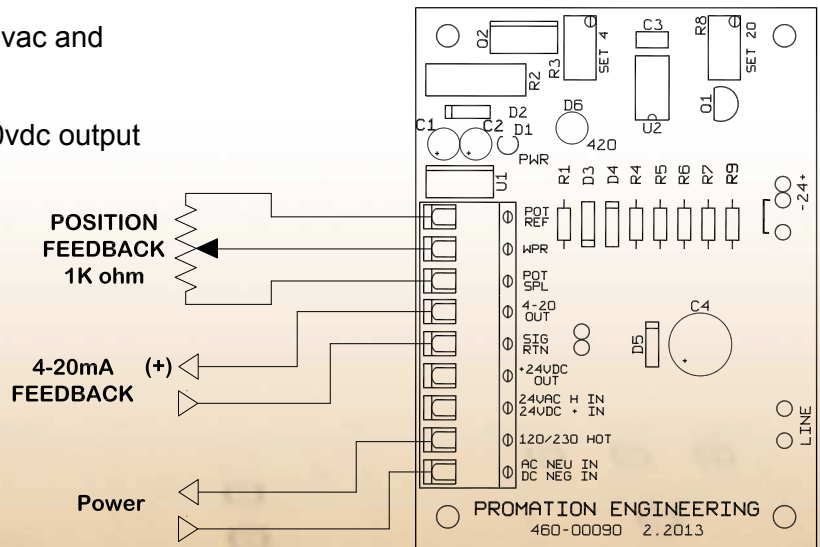 vac and
0vdc output
POSITION
FEEDBACK
1K ohm
4-20mA (+)
FEEDBACK
Power
Q2
R3
SET 4
C3
R8
SET 20
R2
U2
Q1
D2
D6
C1
C2
D1
420
PWR
U1
R1
D3
D4
R4
R5
R6
R7
R9
-24+
POT
REF
WPR
POT
SPL
4-20
OUT
SIG
RTN
+24VDC
OUT
24VAC H IN
24VDC + IN
120/230 HOT
AC NEU IN
DC NEG IN
D5
C4
LINE
PROMATION ENGINEERING
460-00090 2.2013